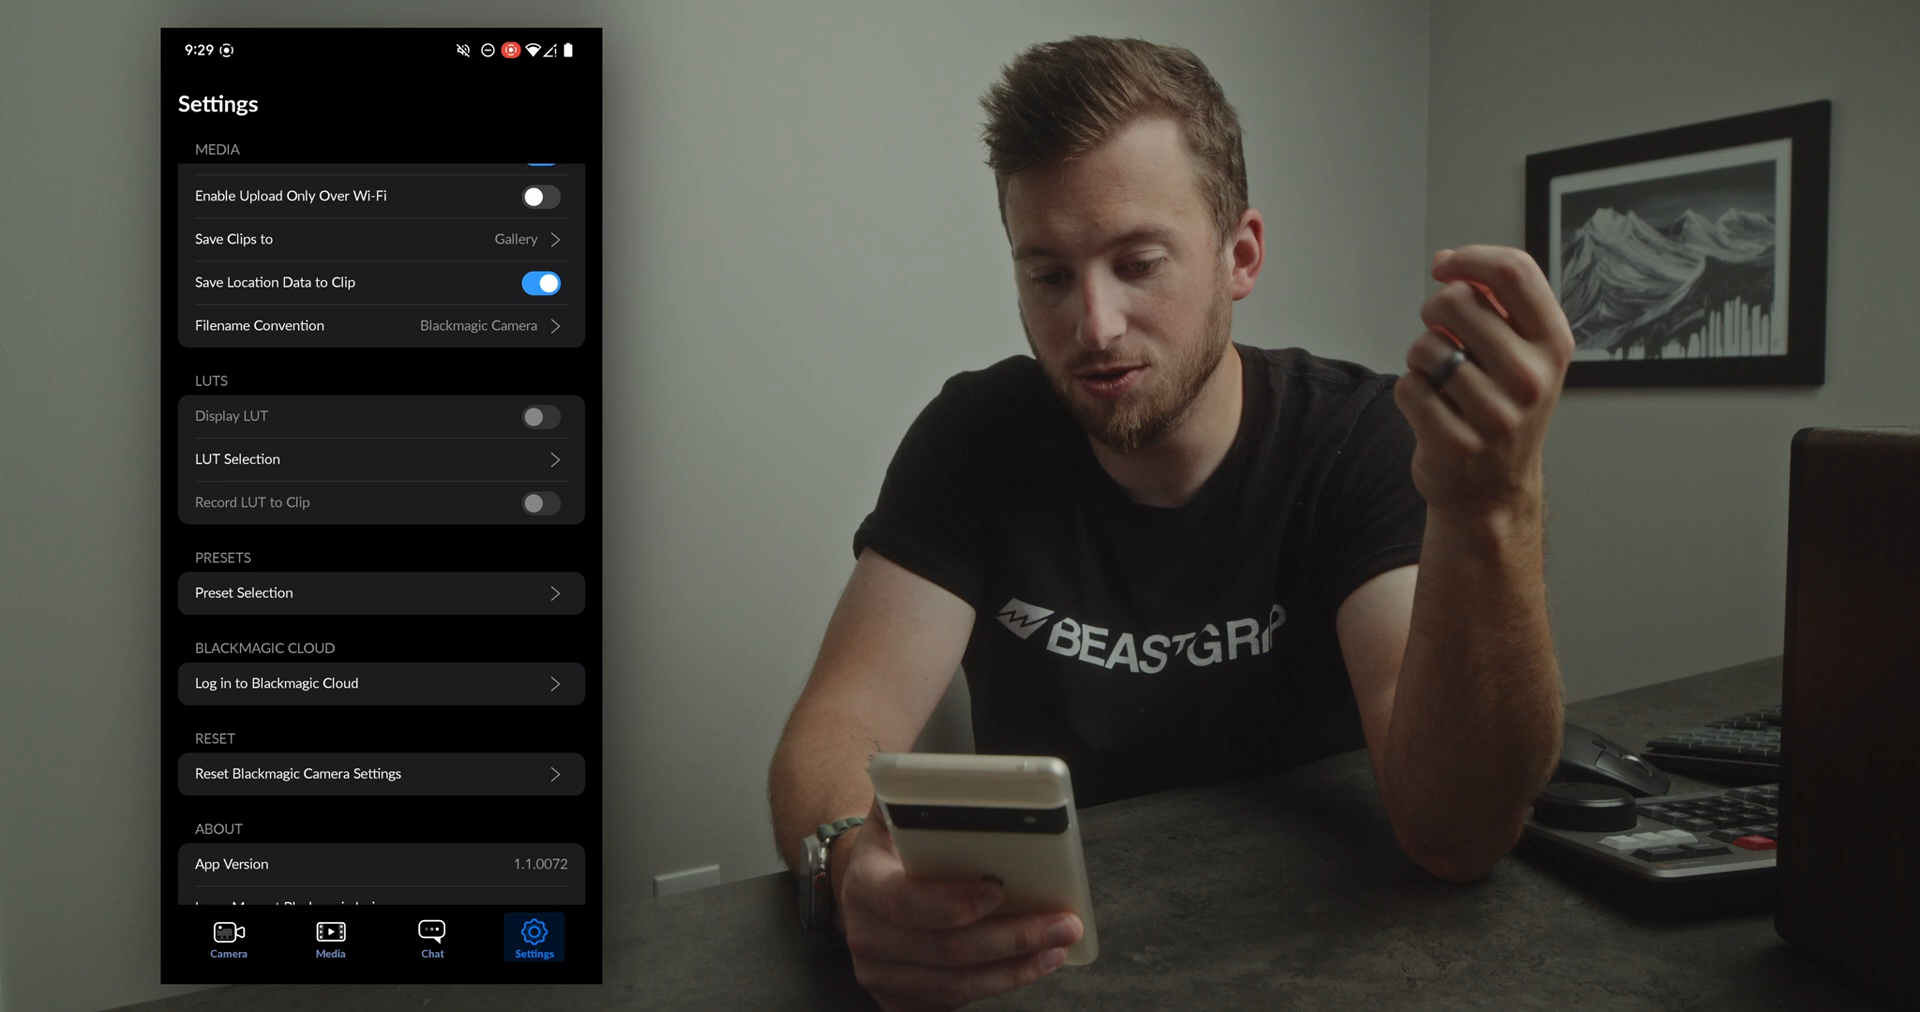 9:29
Settings
MEDIA
Enable Upload Only Over Wi-Fi
Save Clips to Gallery
Save Location Data to Clip
Filename Convention Blackmagic Camera
LUTS
Display LUT
LUT Selection
Record LUT to Clip
PRESETS
Preset Selection
BLACKMAGIC CLOUD
Log in to Blackmagic Cloud
RESET
Reset Blackmagic Camera Settings
ABOUT
App Version 1.1.0072
Camera Media Chat Settings
BEASTGRIP